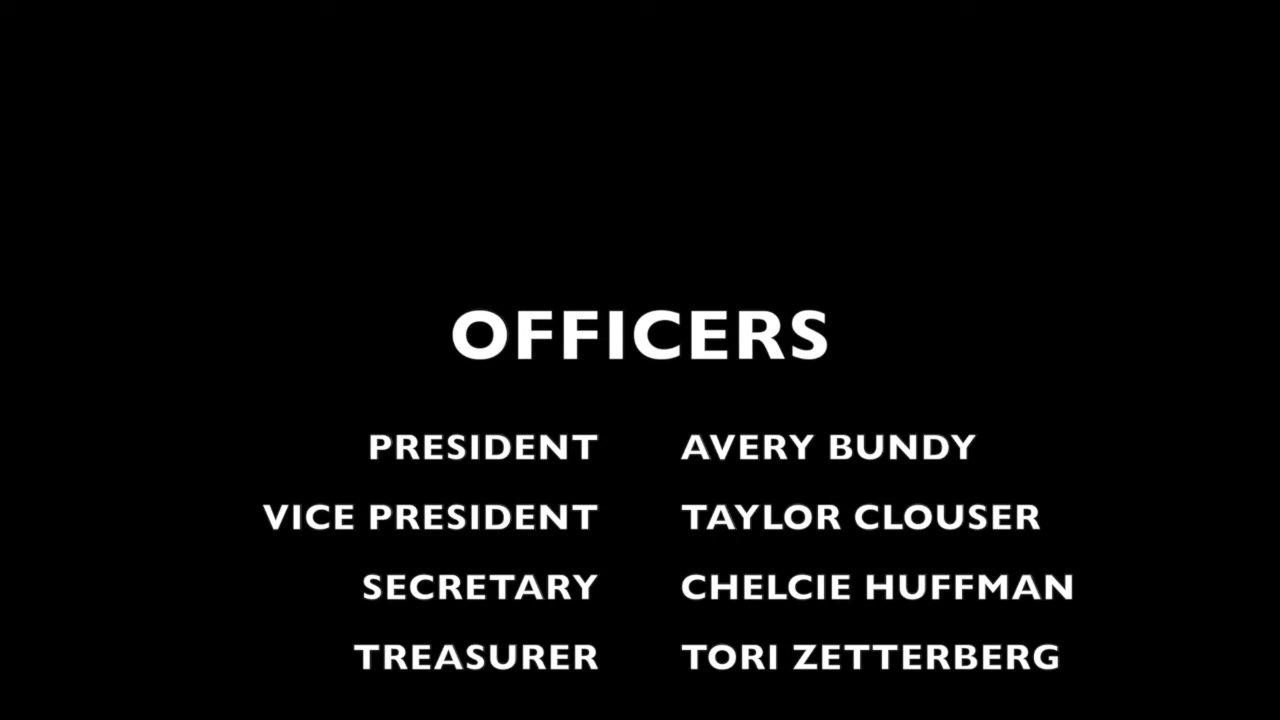 OFFICERS
PRESIDENT AVERY BUNDY
VICE PRESIDENT TAYLOR CLOUSER
SECRETARY CHELCIE HUFFMAN
TREASURER TORI ZETTERBERG